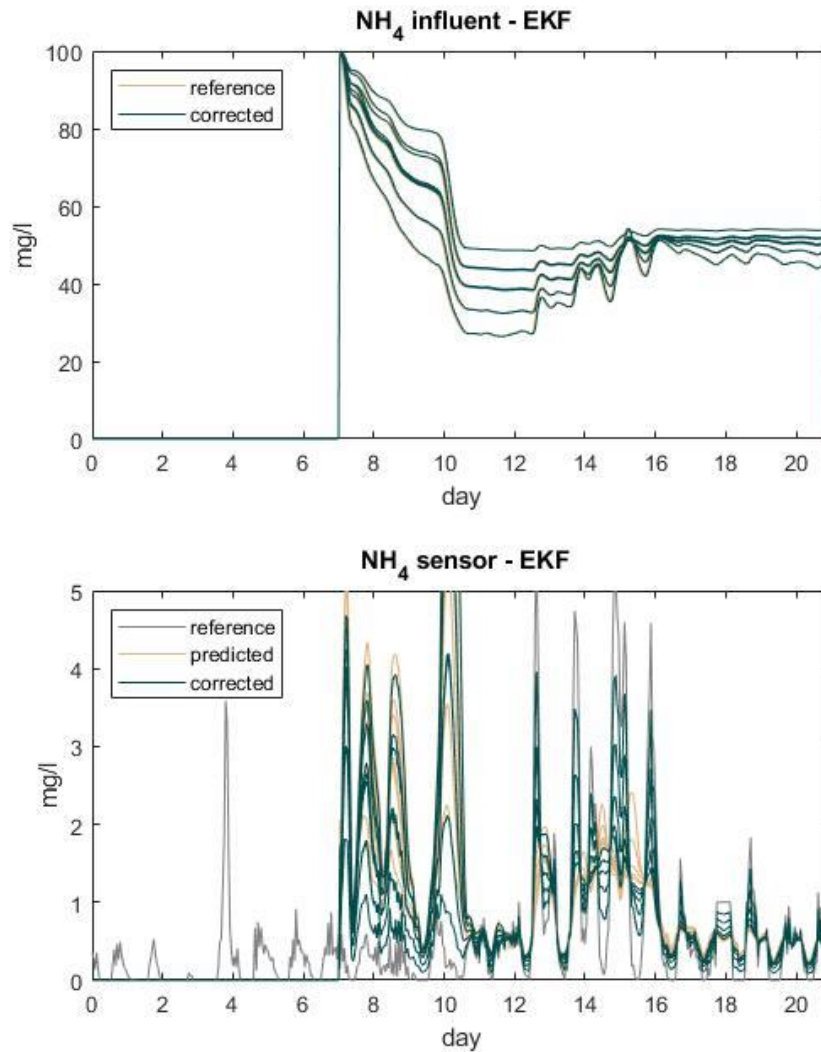 NH4 influent - EKF
100
80
60
40
20
0
mg/l
reference
corrected
0 2 4 6 8 10 12 14 16 18 20
day
NH4 sensor - EKF
5
4
3
2
1
0
mg/l
reference
predicted
corrected
0 2 4 6 8 10 12 14 16 18 20
day